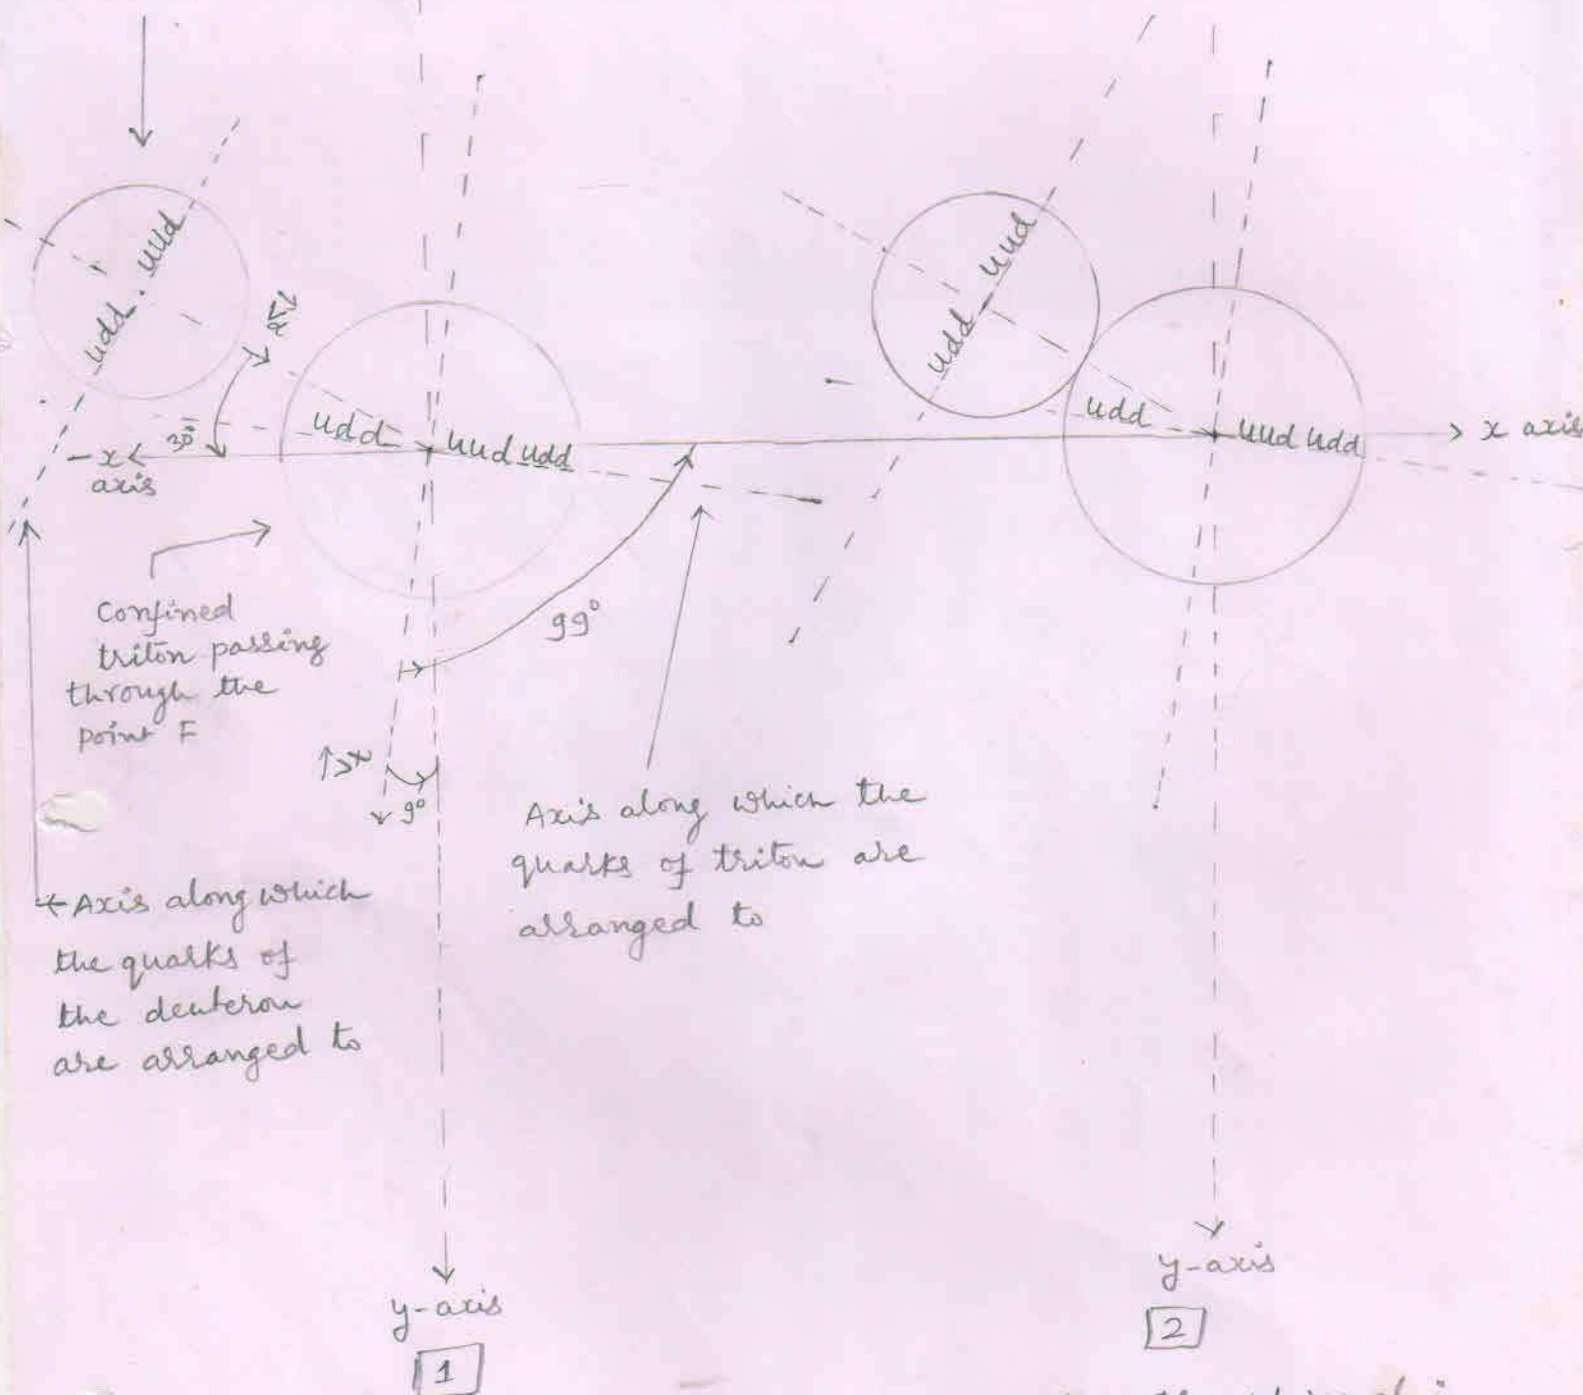 udd . uud
30°
- x
axis
udd
uud udd
udd
uud
udd
uud udd
x axis
99°
Confined
triton passing
through the
point F
9°
Axis along which the
quarks of triton are
arranged to
Axis along which
the quarks of
the deuteron
are arranged to
y-axis
1
y-axis
2